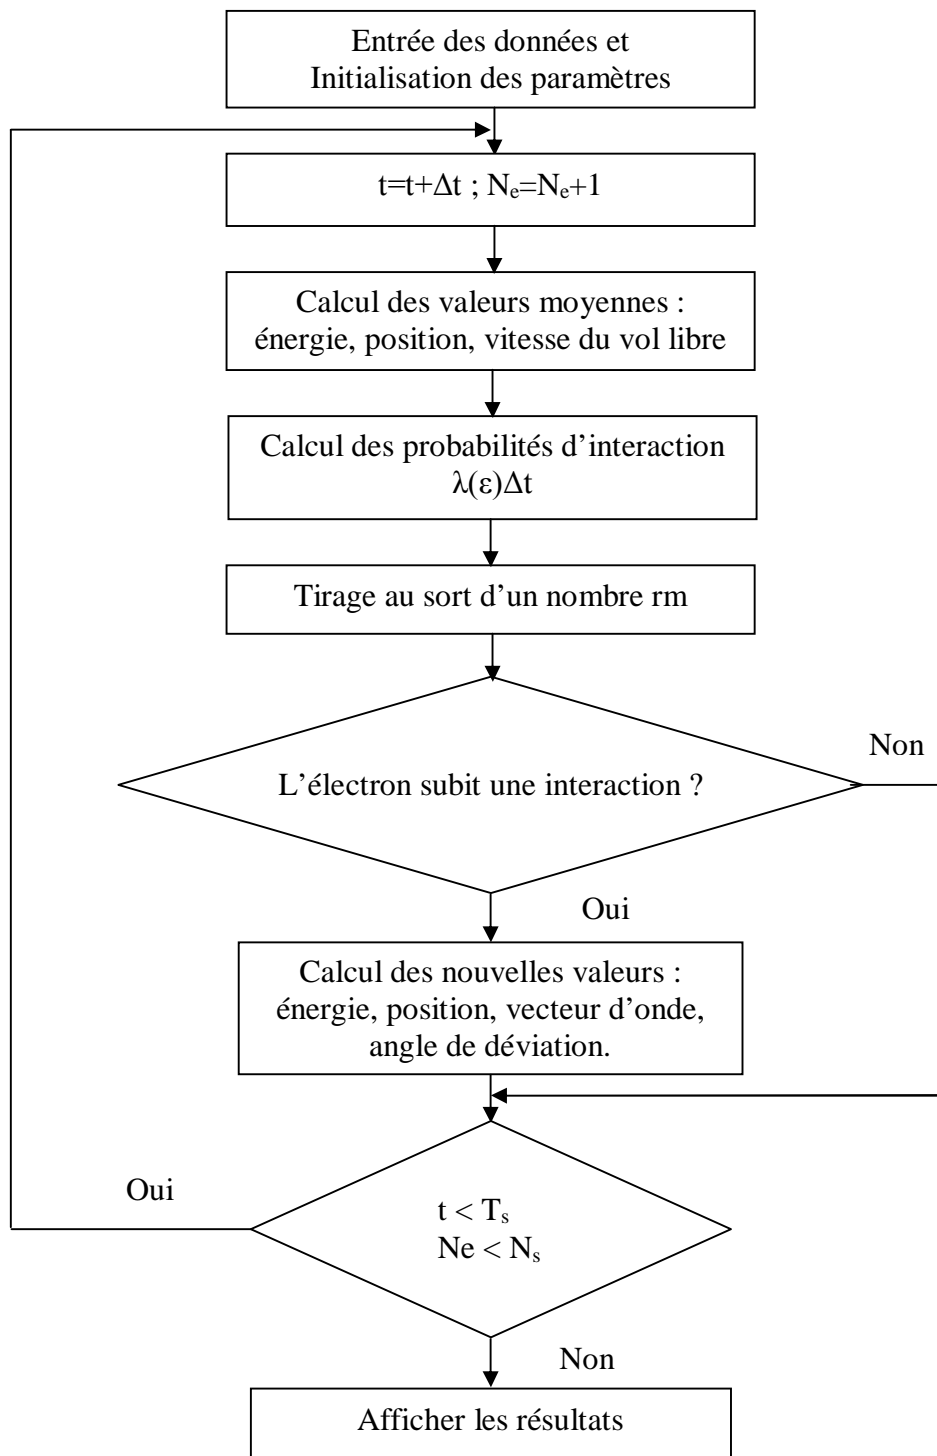 Entrée des données et
Initialisation des paramètres
t=t+Δt ; Nₑ=Nₑ+1
Calcul des valeurs moyennes :
énergie, position, vitesse du vol libre
Calcul des probabilités d’interaction
λ(ε)Δt
Tirage au sort d’un nombre rm
Non
L’électron subit une interaction ?
Oui
Calcul des nouvelles valeurs :
énergie, position, vecteur d’onde,
angle de déviation.
Oui
t < Tₛ
Ne < Nₛ
Non
Afficher les résultats